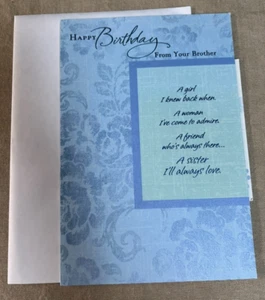 Happy Birthday
From Your Brother
A girl
I knew back when.
A woman
I've come to admire.
A friend
who's always there...
A sister
I'll always love.